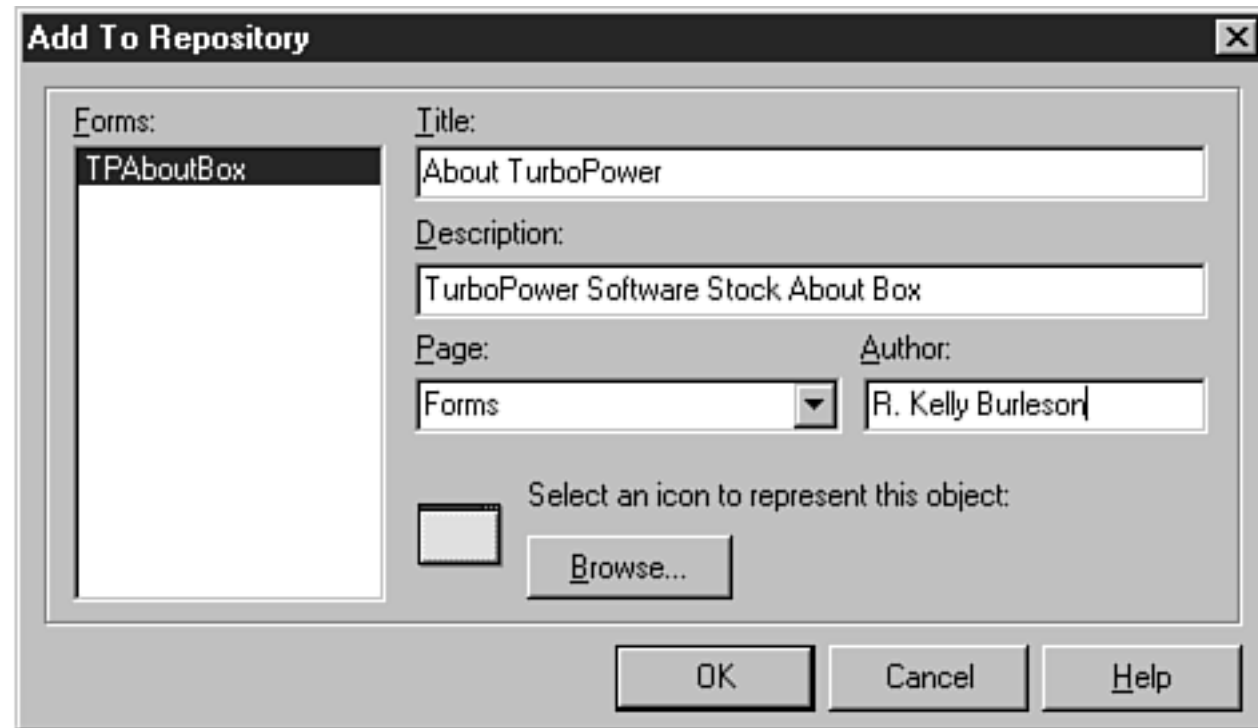 Add To Repository
Forms:
TPAboutBox
Title:
About TurboPower
Description:
TurboPower Software Stock About Box
Page:
Author:
Forms
R. Kelly Burleson
Select an icon to represent this object:
Browse...
OK
Cancel
Help